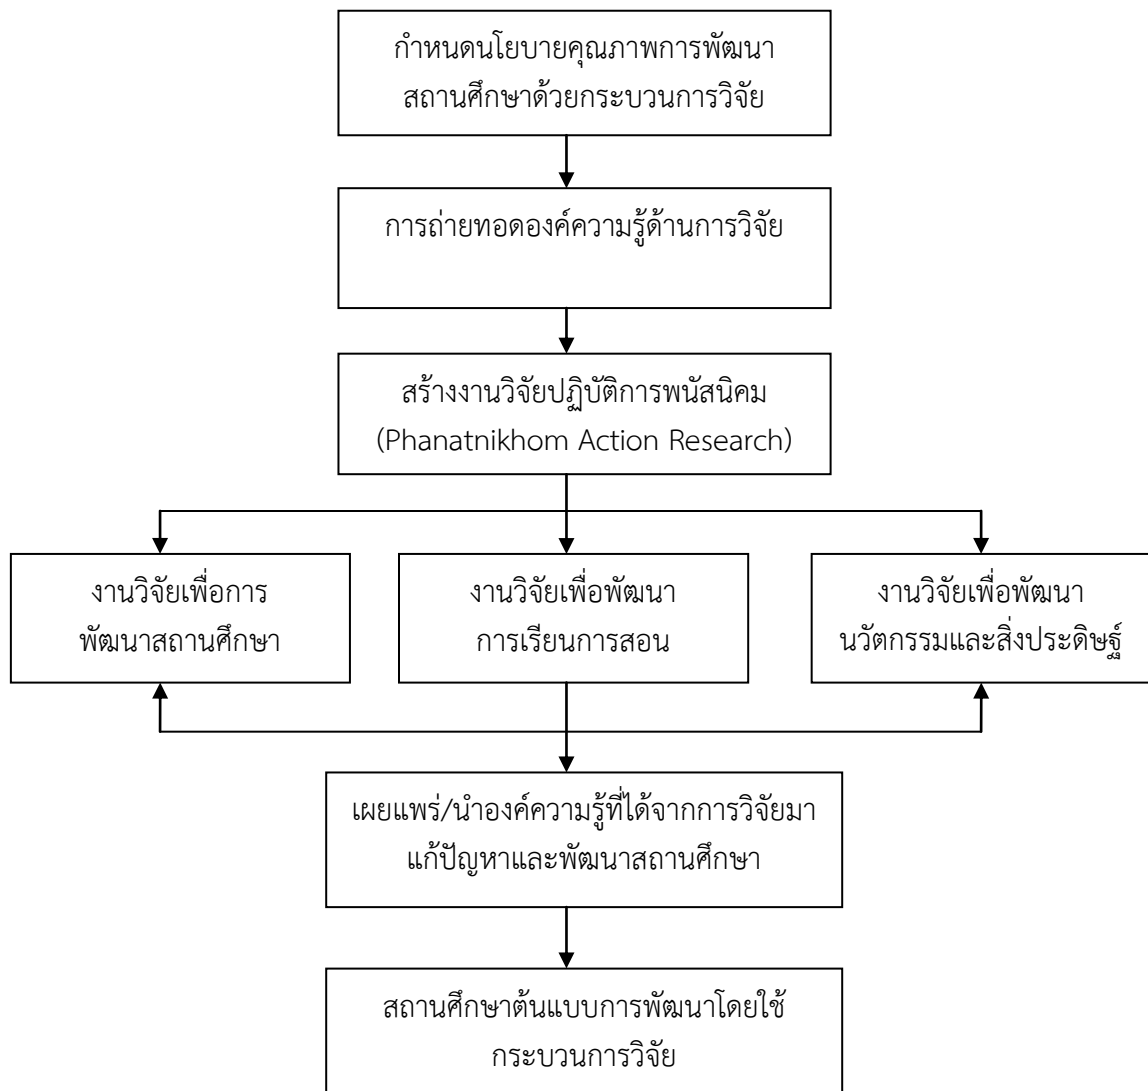 กำหนดนโยบายคุณภาพการพัฒนา
สถานศึกษาด้วยกระบวนการวิจัย
การถ่ายทอดองค์ความรู้ด้านการวิจัย
สร้างงานวิจัยปฏิบัติการพนัสนิคม
(Phanatnikhom Action Research)
งานวิจัยเพื่อการ
พัฒนาสถานศึกษา
งานวิจัยเพื่อพัฒนา
การเรียนการสอน
งานวิจัยเพื่อพัฒนา
นวัตกรรมและสิ่งประดิษฐ์
เผยแพร่/นำองค์ความรู้ที่ได้จากการวิจัยมา
แก้ปัญหาและพัฒนาสถานศึกษา
สถานศึกษาต้นแบบการพัฒนาโดยใช้
กระบวนการวิจัย